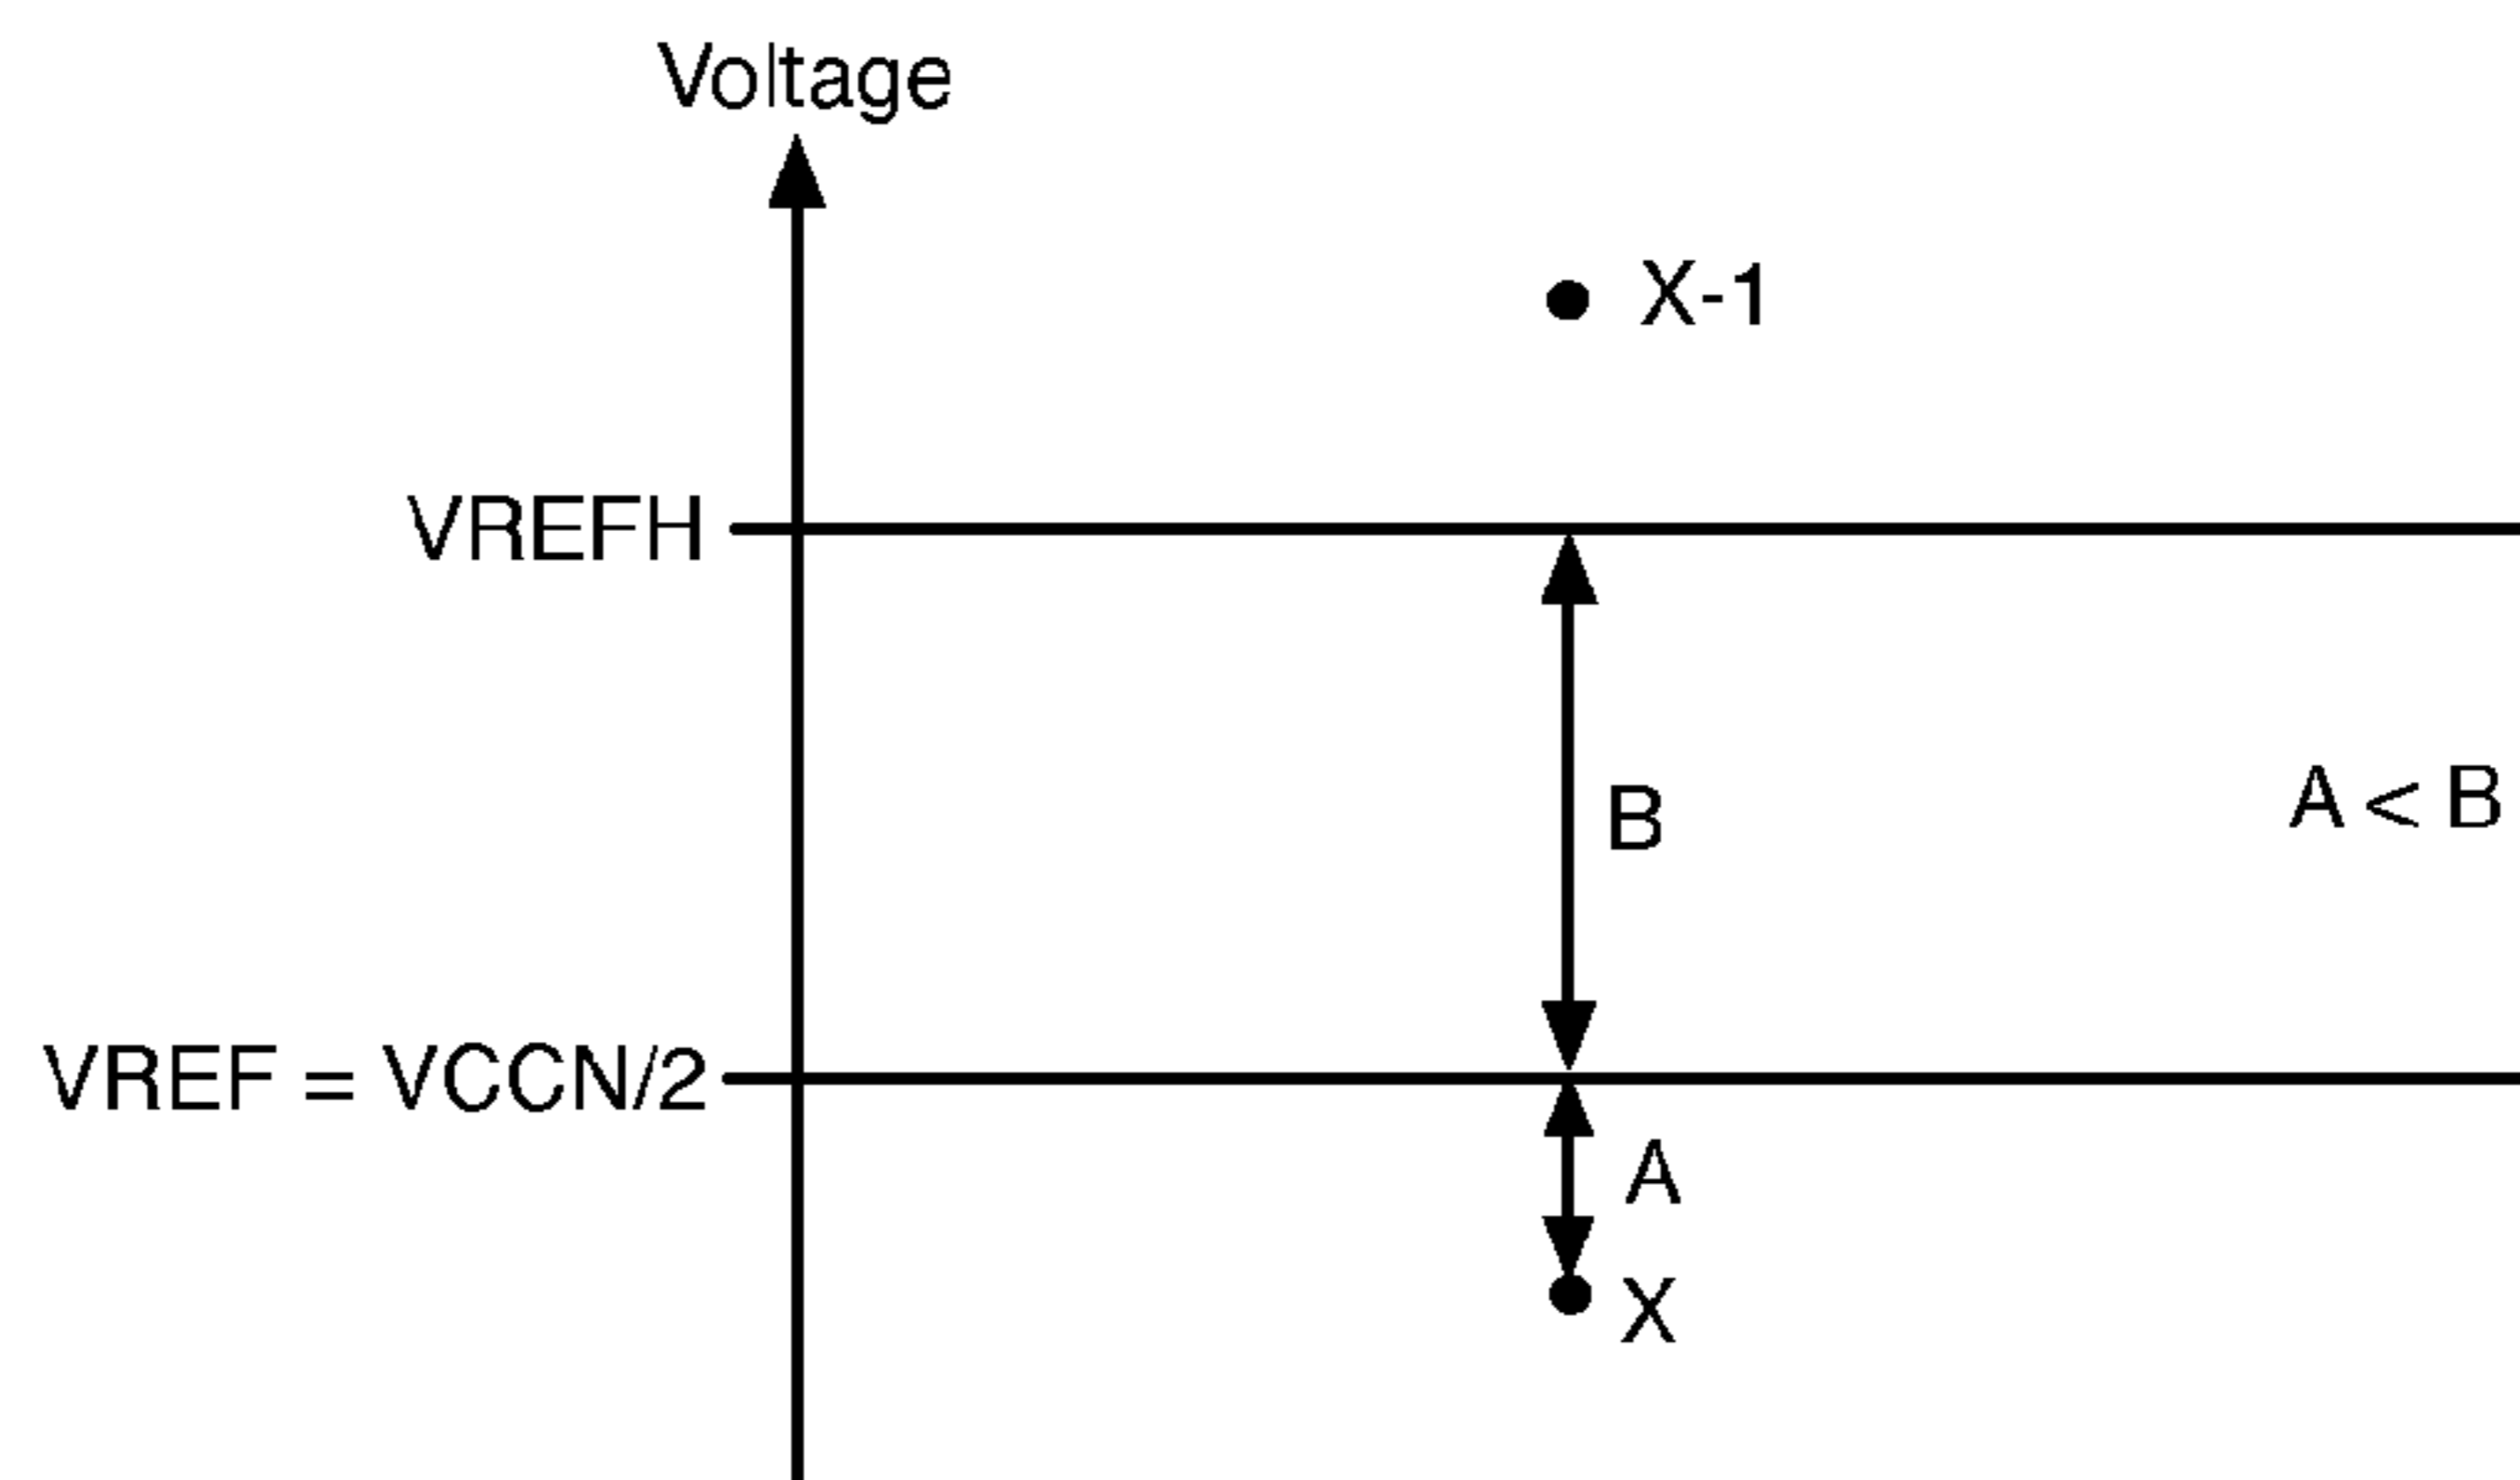 Voltage
X-1
VREFH
B
A < B
VREF = VCCN/2
A
X